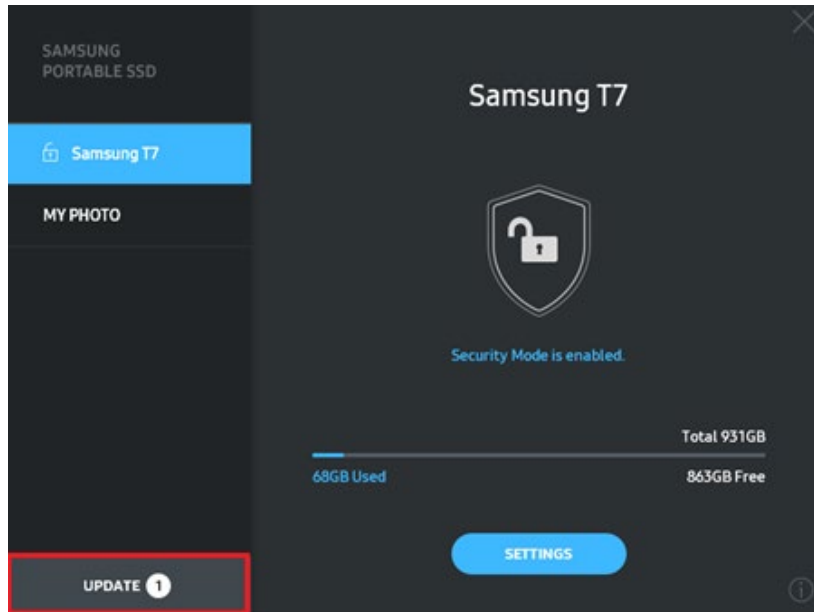 SAMSUNG
PORTABLE SSD
Samsung T7
MY PHOTO
UPDATE 1
Samsung T7
Security Mode is enabled.
Total 931GB
68GB Used
863GB Free
SETTINGS